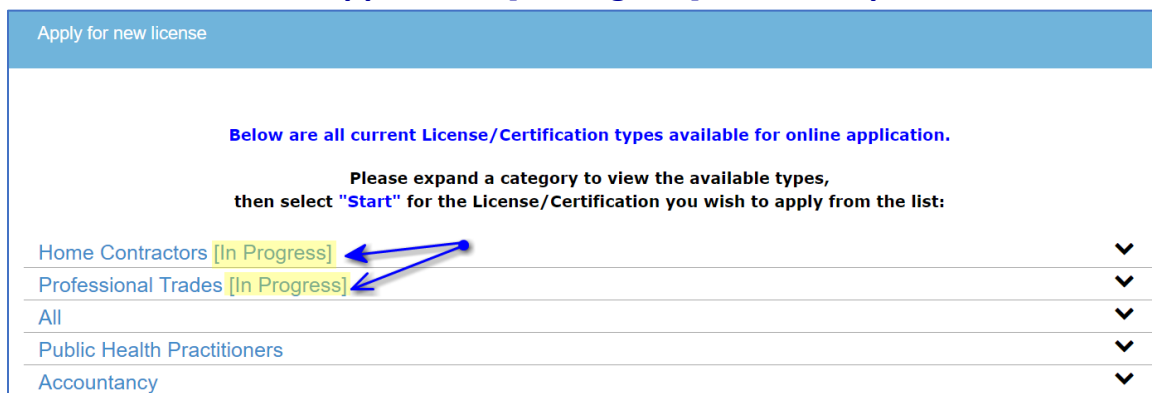 Apply for new license
Below are all current License/Certification types available for online application.
Please expand a category to view the available types,
then select "Start" for the License/Certification you wish to apply from the list:
Home Contractors [In Progress]
Professional Trades [In Progress]
All
Public Health Practitioners
Accountancy